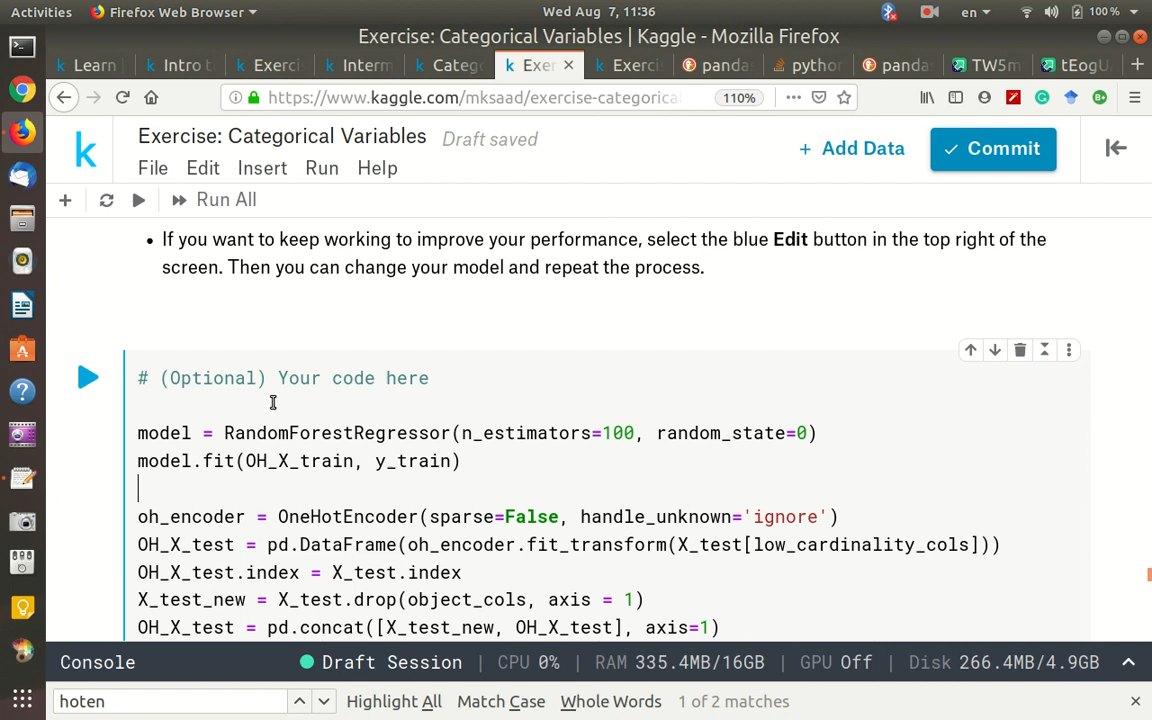 Activities Firefox Web Browser Wed Aug 7, 11:36 en 100%
Exercise: Categorical Variables | Kaggle - Mozilla Firefox
Learn Intro t Exerci Interm Catego Exer Exercis panda pytho panda TW5m tEogU
https://www.kaggle.com/mksaad/exercise-categorica 110%
Exercise: Categorical Variables Draft saved
+ Add Data Commit
File Edit Insert Run Help
Run All
• If you want to keep working to improve your performance, select the blue Edit button in the top right of the
screen. Then you can change your model and repeat the process.
# (Optional) Your code here
model = RandomForestRegressor(n_estimators=100, random_state=0)
model.fit(OH_X_train, y_train)
oh_encoder = OneHotEncoder(sparse=False, handle_unknown='ignore')
OH_X_test = pd.DataFrame(oh_encoder.fit_transform(X_test[low_cardinality_cols]))
OH_X_test.index = X_test.index
X_test_new = X_test.drop(object_cols, axis = 1)
OH_X_test = pd.concat([X_test_new, OH_X_test], axis=1)
Console Draft Session | CPU 0% | RAM 335.4MB/16GB | GPU Off | Disk 266.4MB/4.9GB
hoten Highlight All Match Case Whole Words 1 of 2 matches